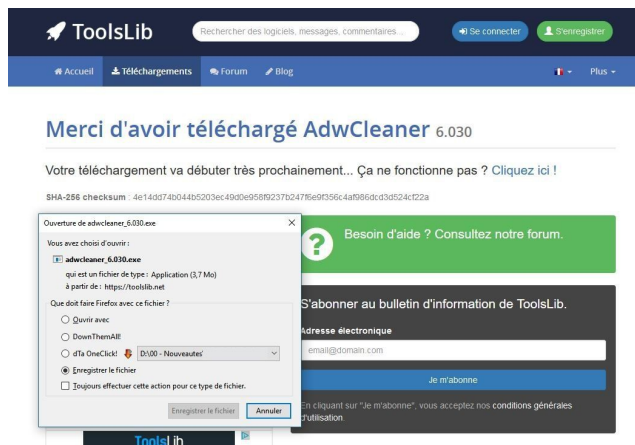 ToolsLib
Rechercher des logiciels, messages, commentaires...
Se connecter
S'enregistrer
Accueil
Téléchargements
Forum
Blog
Plus
Merci d'avoir téléchargé AdwCleaner 6.030
Votre téléchargement va débuter très prochainement... Ça ne fonctionne pas ? Cliquez ici !
SHA-256 checksum : 4e14dd74b044b5203ec49d0e958f9237b247f6e9f356c4af986dcd3d524cf22a
Ouverture de adwcleaner_6.030.exe
Vous avez choisi d'ouvrir :
adwcleaner_6.030.exe
qui est un fichier de type : Application (3,7 Mo)
à partir de : https://toolslib.net
Que doit faire Firefox avec ce fichier ?
Ouvrir avec
DownThemAll!
dTa OneClick!
D:\00 - Nouveautes'
Enregistrer le fichier
Toujours effectuer cette action pour ce type de fichier.
Enregistrer le fichier
Annuler
ToolsLib
Besoin d'aide ? Consultez notre forum.
S'abonner au bulletin d'information de ToolsLib.
Adresse électronique
email@domain.com
Je m'abonne
En cliquant sur "Je m'abonne", vous acceptez nos conditions générales
d'utilisation.